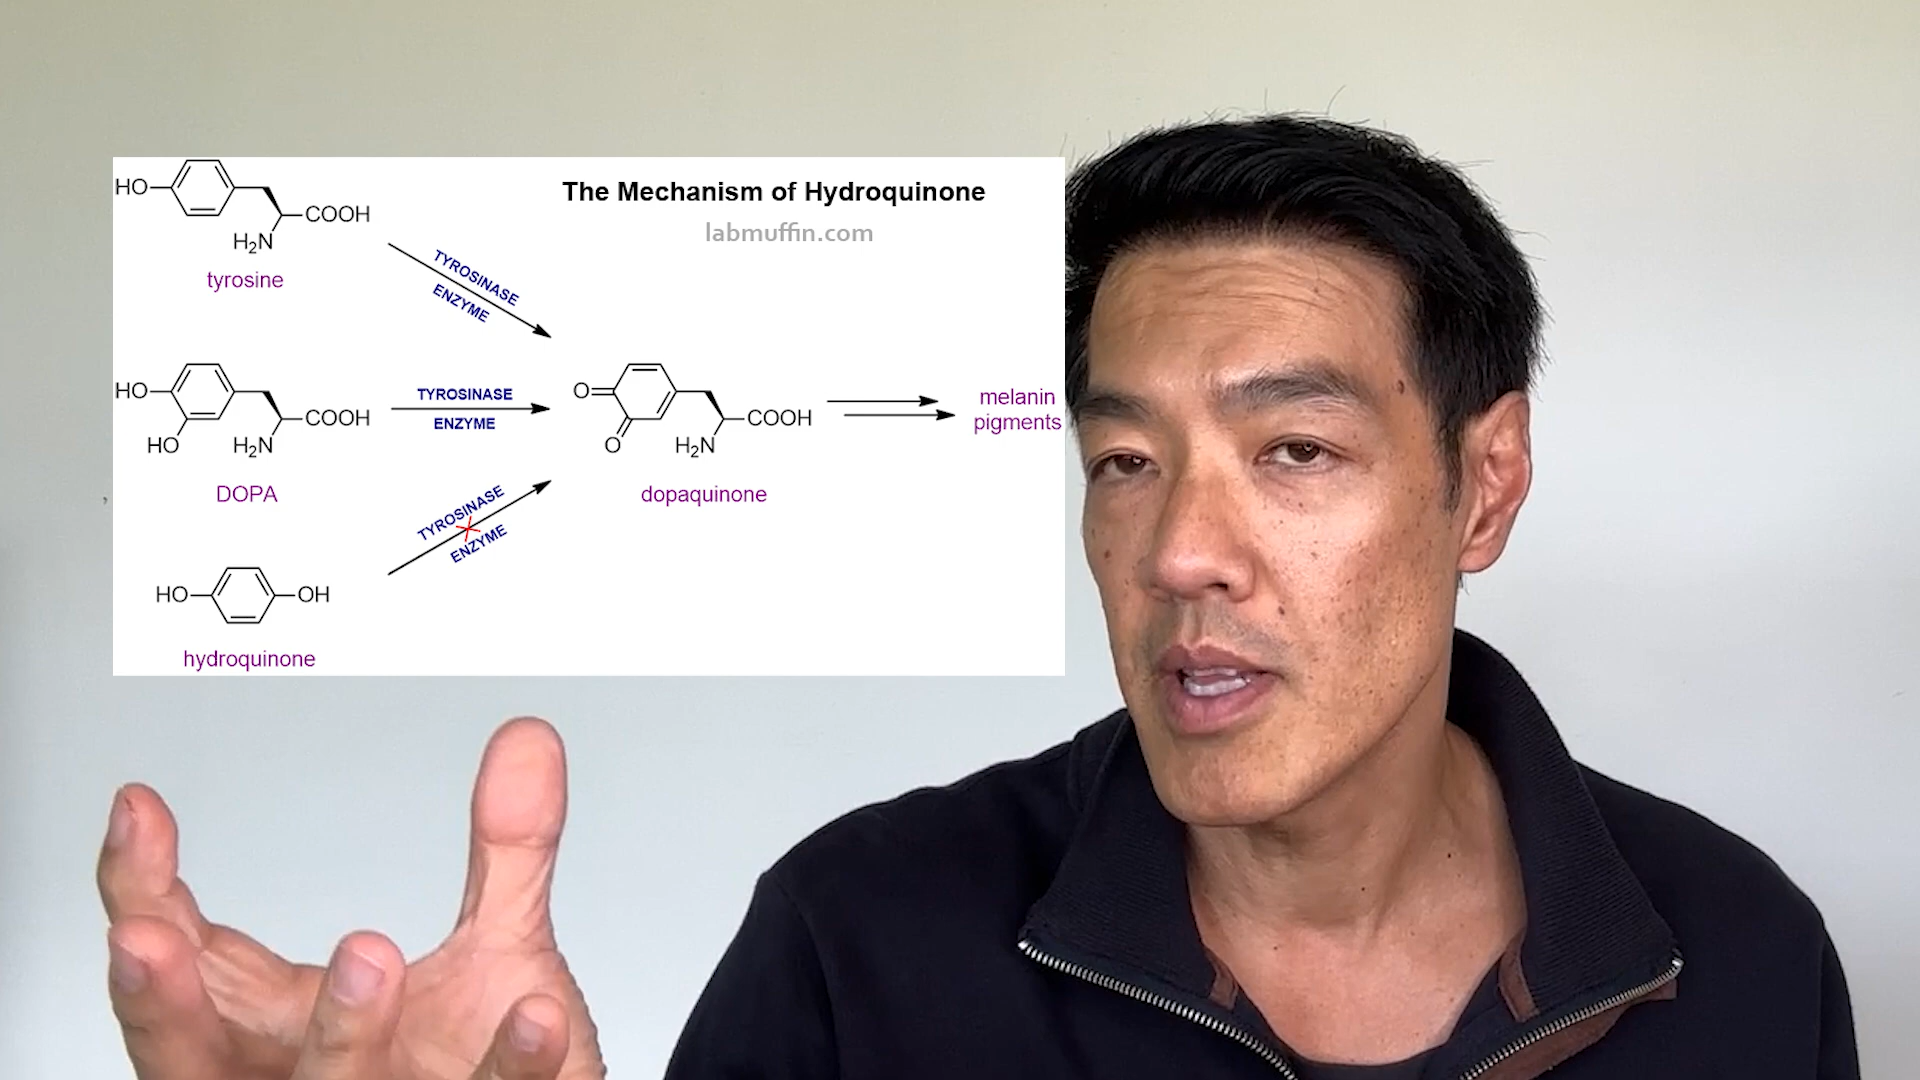 The Mechanism of Hydroquinone
labmuffin.com
HO
COOH
H₂N
tyrosine
TYROSINASE
ENZYME
HO
HO
COOH
H₂N
DOPA
TYROSINASE
ENZYME
O
O
COOH
H₂N
dopaquinone
melanin
pigments
TYROSINASE
ENZYME
HO
OH
hydroquinone